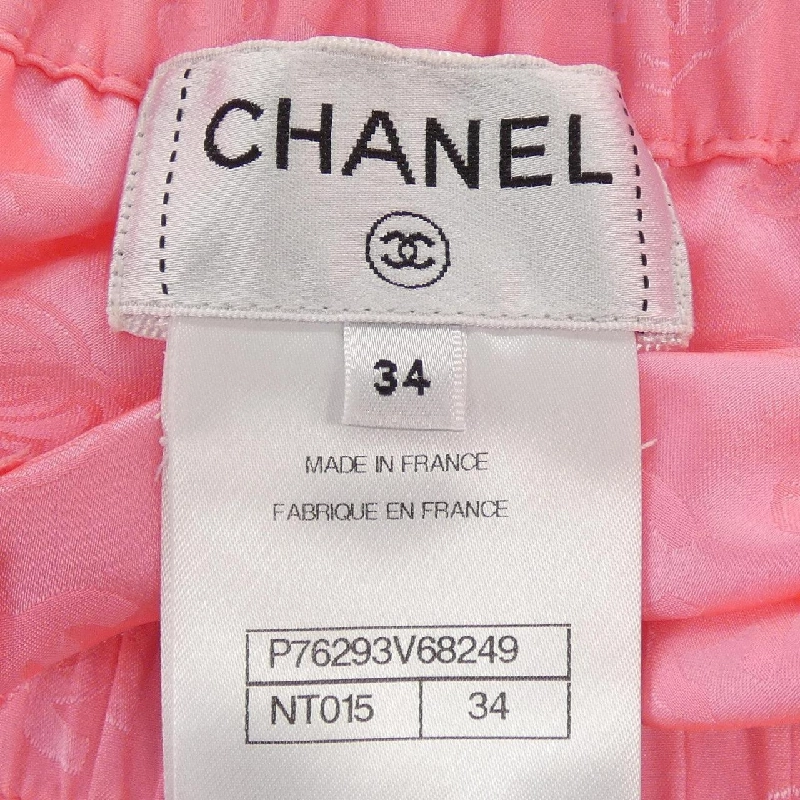 CHANEL
34
MADE IN FRANCE
FABRIQUE EN FRANCE
P76293V68249
NT015 34